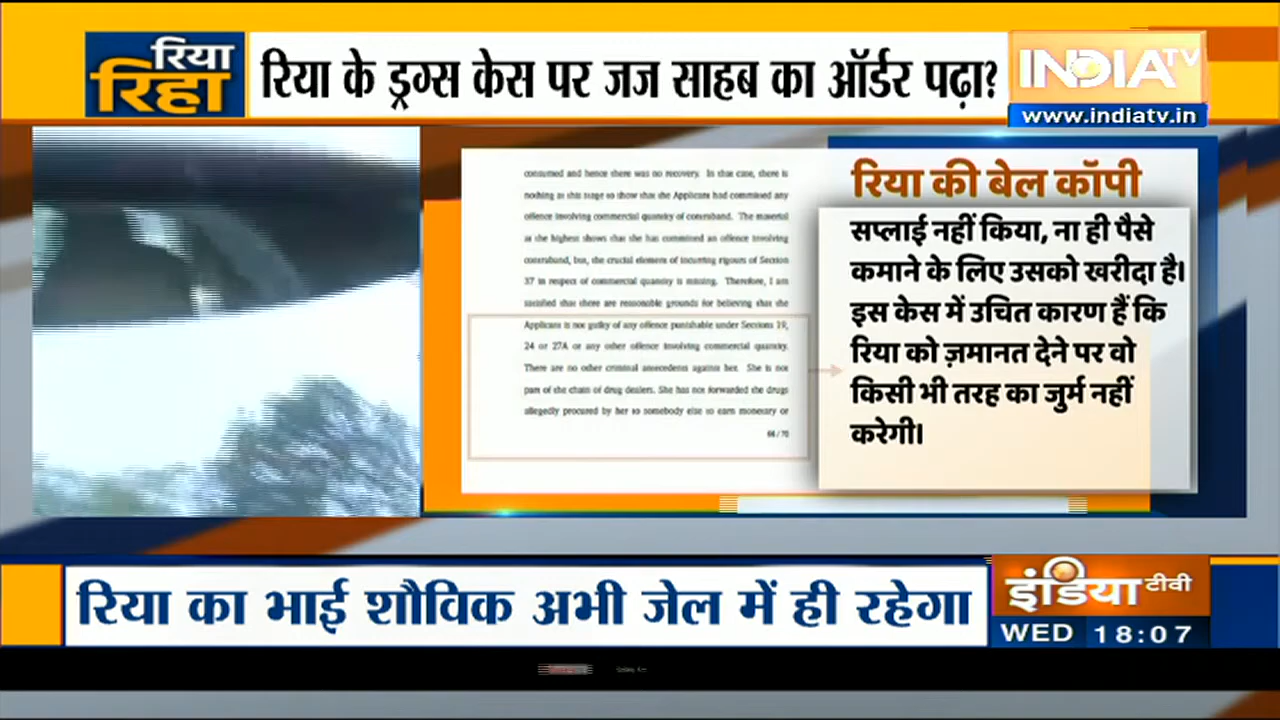 रिया
रिहा
रिया के ड्रग्स केस पर जज साहब का ऑर्डर पढ़ा?
INDIA TV
www.indiatv.in
consumed and hence there was no recovery. In that case, there is
nothing at this stage to show that the Applicant had committed any
offence involving commercial quantity of contraband. The material
at the highest shows that she has committed an offence involving
contraband, but, the crucial element of incurring rigours of Section
37 in respect of commercial quantity is missing. Therefore, I am
satisfied that there are reasonable grounds for believing that the
Applicant is not guilty of any offence punishable under Sections 19,
24 or 27A or any other offence involving commercial quantity.
There are no other criminal antecedents against her. She is not
part of the chain of drug dealers. She has not forwarded the drugs
allegedly procured by her to somebody else to earn monetary or
66 / 70
रिया की बेल कॉपी
सप्लाई नहीं किया, ना ही पैसे
कमाने के लिए उसको खरीदा है।
इस केस में उचित कारण हैं कि
रिया को ज़मानत देने पर वो
किसी भी तरह का जुर्म नहीं
करेगी।
रिया का भाई शौविक अभी जेल में ही रहेगा
इंडिया टीवी
WED 18:07